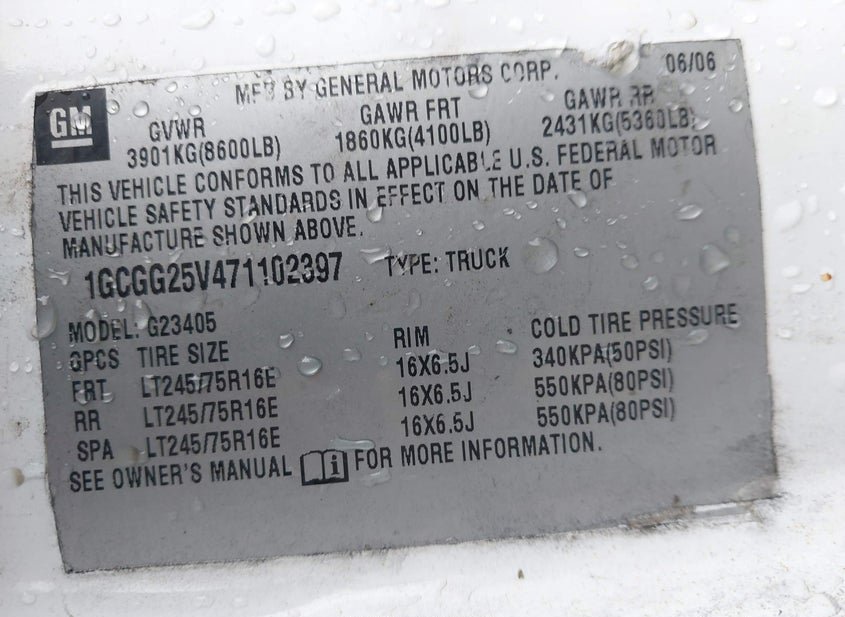 MFD BY GENERAL MOTORS CORP. 06/06
GM
GVWR GAWR FRT GAWR RR
3901KG(8600LB) 1860KG(4100LB) 2431KG(5360LB)
THIS VEHICLE CONFORMS TO ALL APPLICABLE U.S. FEDERAL MOTOR
VEHICLE SAFETY STANDARDS IN EFFECT ON THE DATE OF
MANUFACTURE SHOWN ABOVE.
1GCGG25V471102397 TYPE: TRUCK
MODEL: G23405
GPCS TIRE SIZE RIM COLD TIRE PRESSURE
FRT LT245/75R16E 16X6.5J 340KPA(50PSI)
RR LT245/75R16E 16X6.5J 550KPA(80PSI)
SPA LT245/75R16E 16X6.5J 550KPA(80PSI)
SEE OWNER'S MANUAL i FOR MORE INFORMATION.